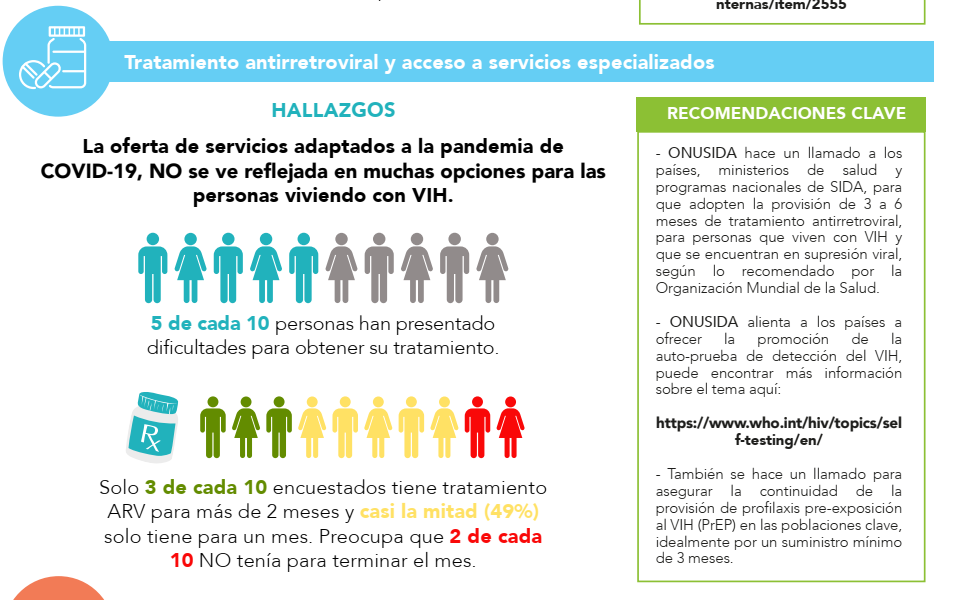 nternas/item/2555
Tratamiento antirretroviral y acceso a servicios especializados
HALLAZGOS
La oferta de servicios adaptados a la pandemia de
COVID-19, NO se ve reflejada en muchas opciones para las
personas viviendo con VIH.
5 de cada 10 personas han presentado
dificultades para obtener su tratamiento.
Rx
Solo 3 de cada 10 encuestados tiene tratamiento
ARV para más de 2 meses y casi la mitad (49%)
solo tiene para un mes. Preocupa que 2 de cada
10 NO tenía para terminar el mes.
RECOMENDACIONES CLAVE
- ONUSIDA hace un llamado a los
países, ministerios de salud y
programas nacionales de SIDA, para
que adopten la provisión de 3 a 6
meses de tratamiento antirretroviral,
para personas que viven con VIH y
que se encuentran en supresión viral,
según lo recomendado por la
Organización Mundial de la Salud.
- ONUSIDA alienta a los países a
ofrecer la promoción de la
auto-prueba de detección del VIH,
puede encontrar más información
sobre el tema aquí:
https://www.who.int/hiv/topics/sel
f-testing/en/
- También se hace un llamado para
asegurar la continuidad de la
provisión de profilaxis pre-exposición
al VIH (PrEP) en las poblaciones clave,
idealmente por un suministro mínimo
de 3 meses.